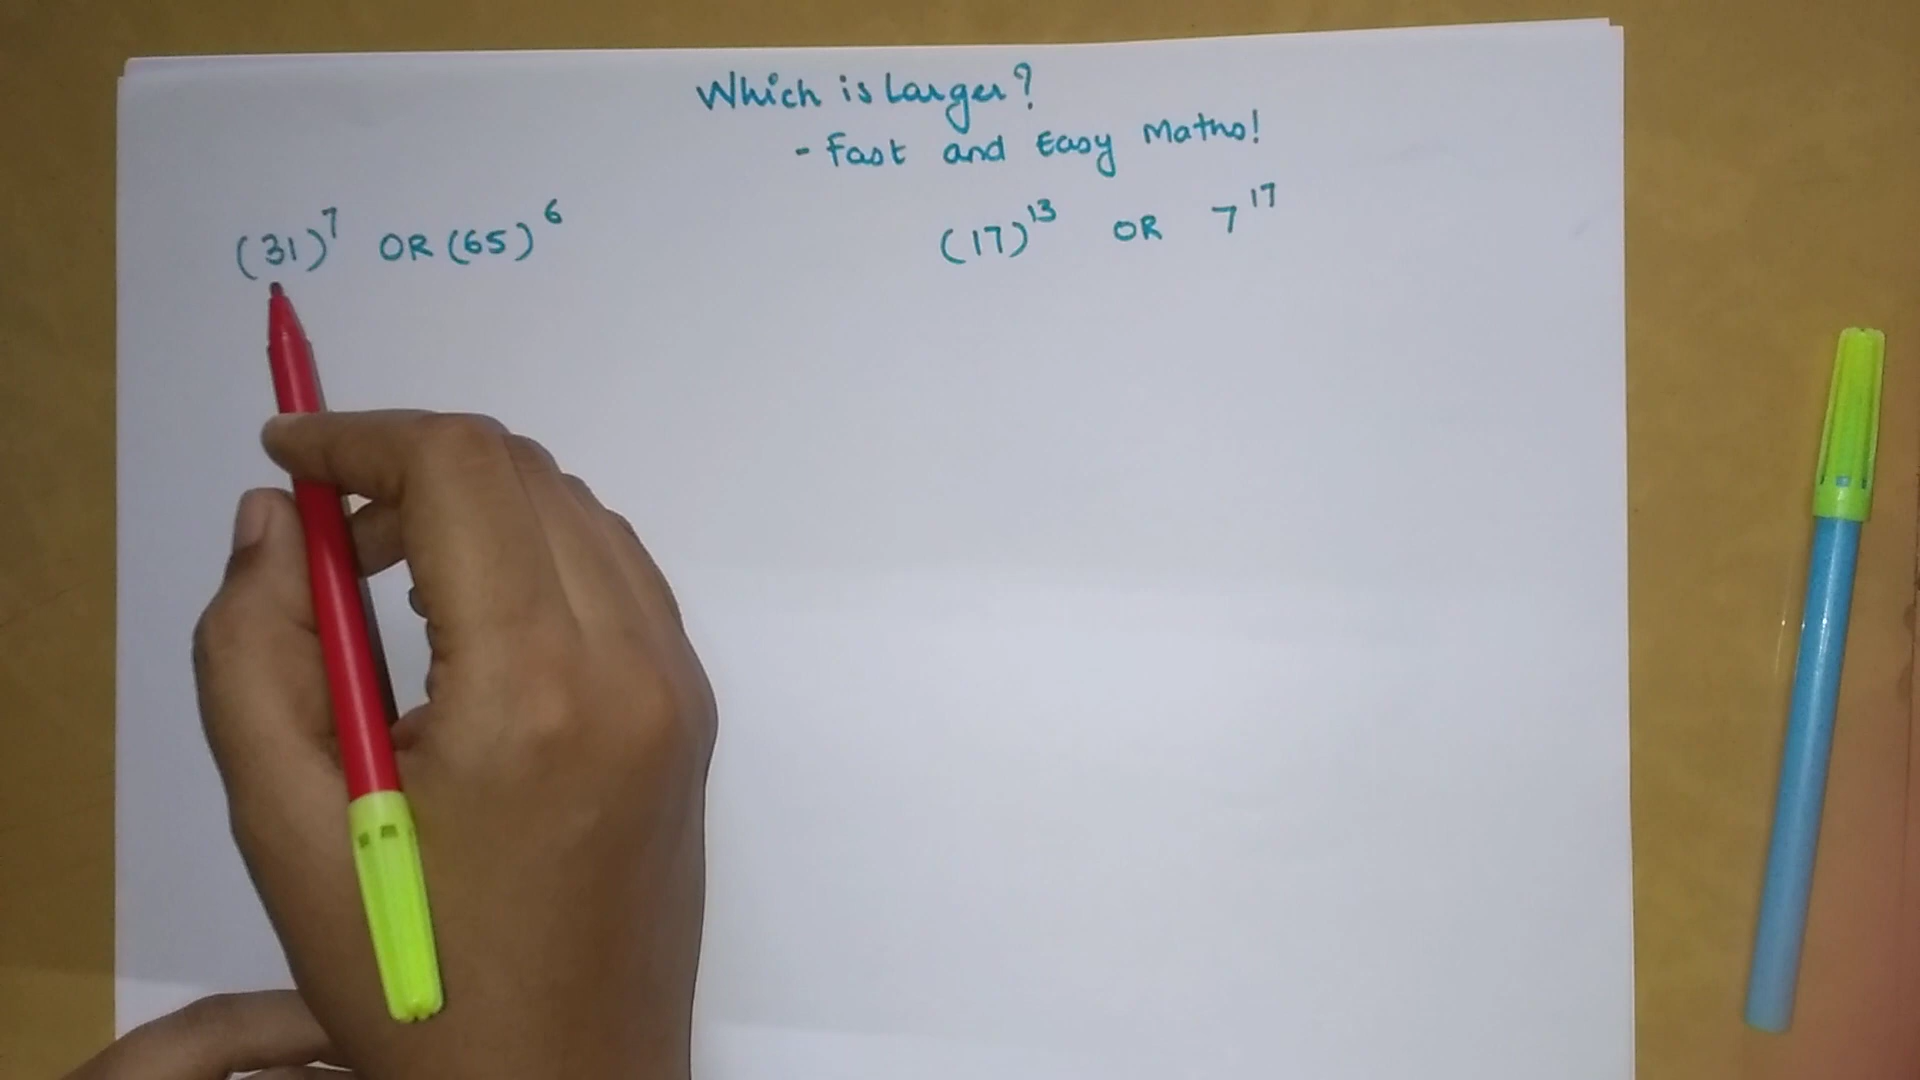 Which is Larger?
- Fast and Easy Maths!
(31)^7 OR (65)^6
(17)^13 OR 7^17